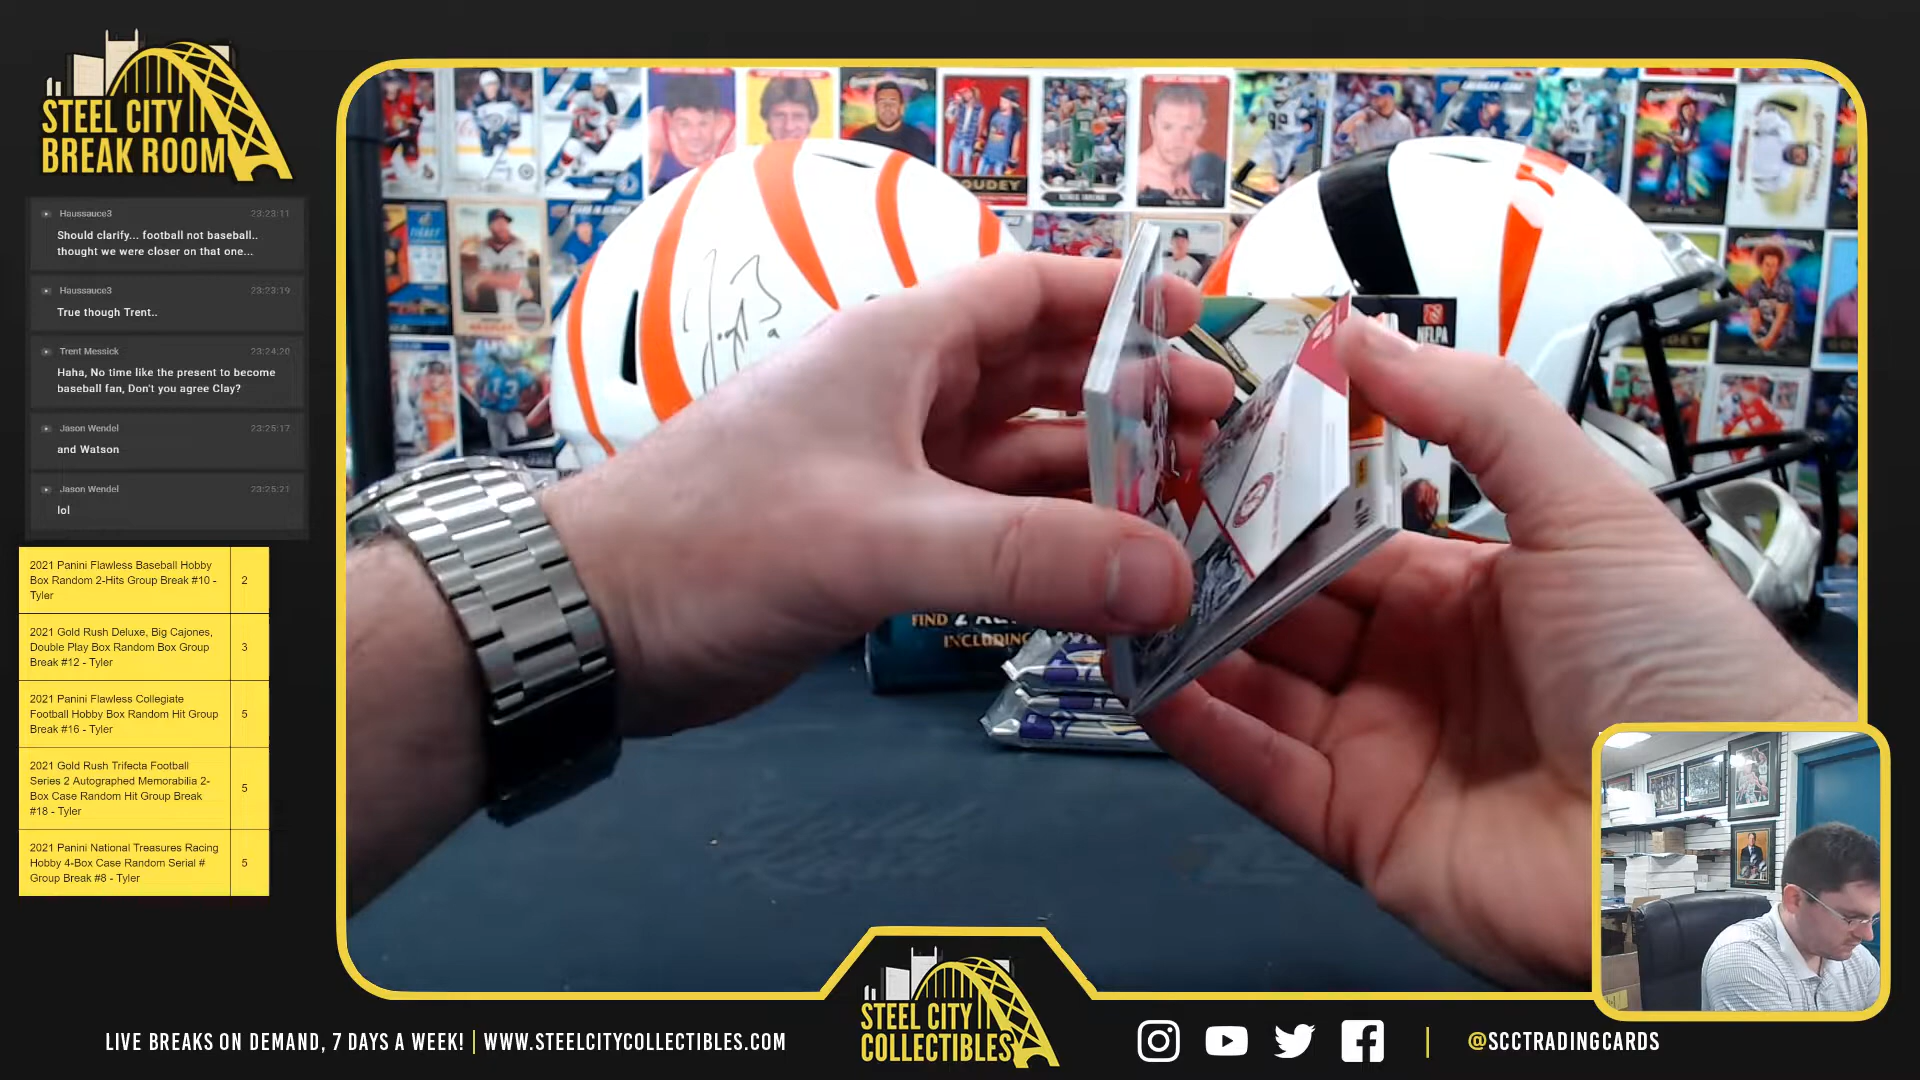 STEEL CITY
BREAK ROOM
Haussauce3 23:23:11
Should clarify... football not baseball..
thought we were closer on that one...
Haussauce3 23:23:19
True though Trent..
Trent Messick 23:24:20
Haha, No time like the present to become
baseball fan, Don't you agree Clay?
Jason Wendel 23:25:17
and Watson
Jason Wendel 23:25:21
lol
2021 Panini Flawless Baseball Hobby
Box Random 2-Hits Group Break #10 -
Tyler
2
2021 Gold Rush Deluxe, Big Cajones,
Double Play Box Random Box Group
Break #12 - Tyler
3
2021 Panini Flawless Collegiate
Football Hobby Box Random Hit Group
Break #16 - Tyler
5
2021 Gold Rush Trifecta Football
Series 2 Autographed Memorabilia 2-
Box Case Random Hit Group Break
#18 - Tyler
5
2021 Panini National Treasures Racing
Hobby 4-Box Case Random Serial #
Group Break #8 - Tyler
5
NFLPA
FIND 2
INCLUDING
STEEL CITY
COLLECTIBLES
LIVE BREAKS ON DEMAND, 7 DAYS A WEEK! | WWW.STEELCITYCOLLECTIBLES.COM
@SCCTRADINGCARDS